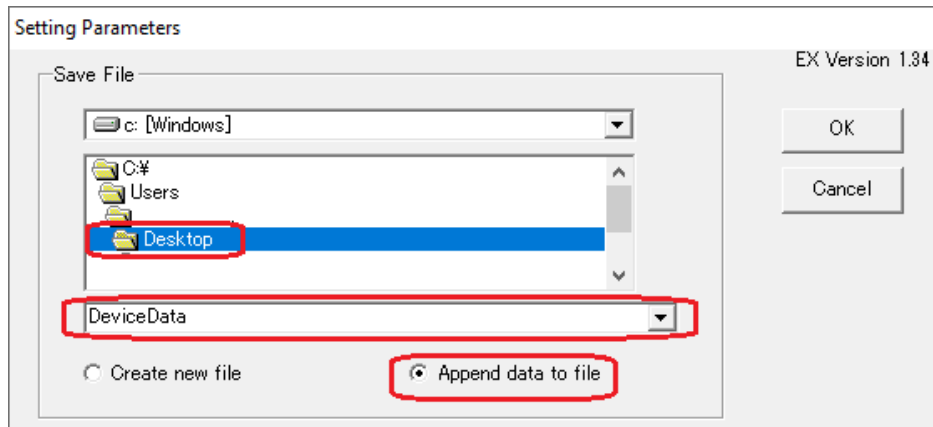 Setting Parameters
EX Version 1.34
Save File
c: [Windows]
OK
C:¥
Users
Cancel
Desktop
DeviceData
Create new file
Append data to file